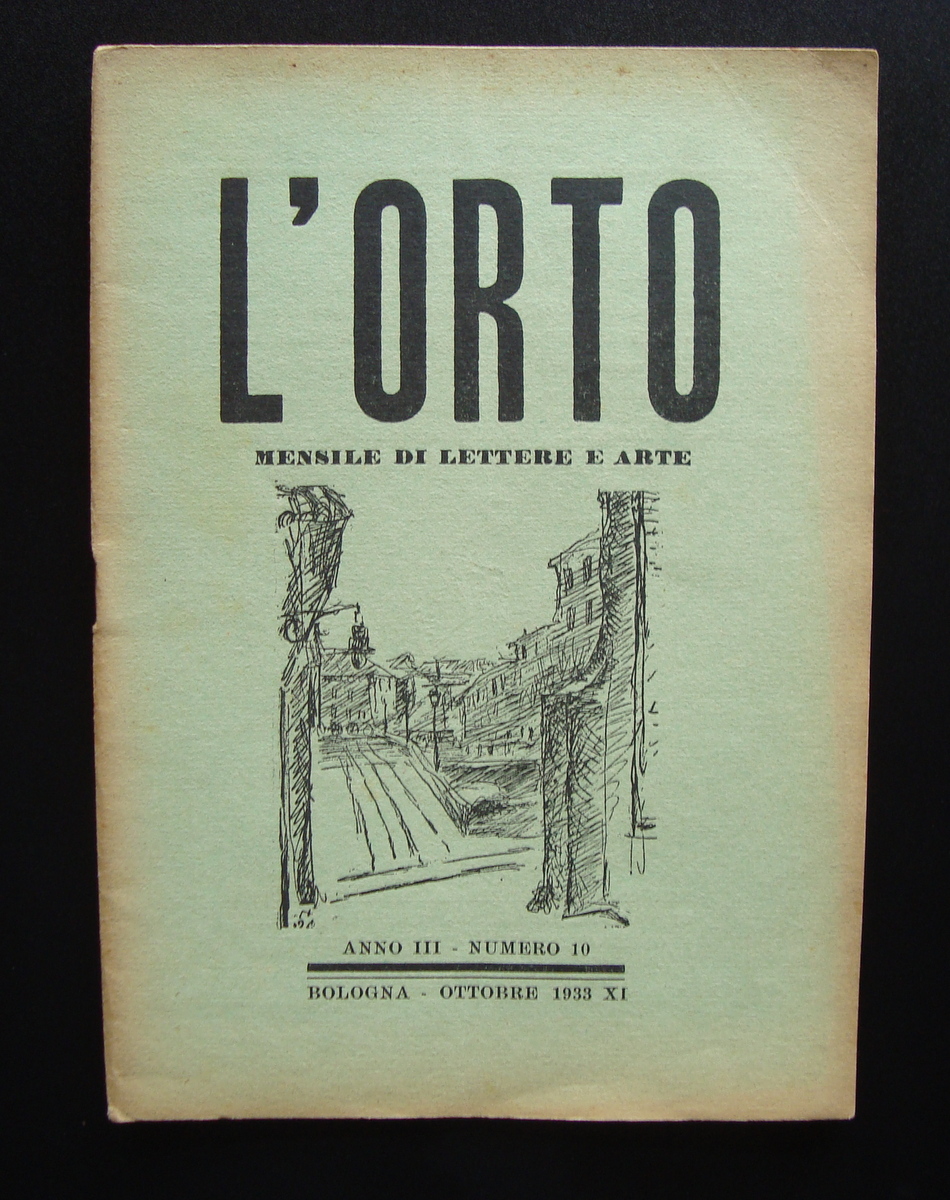 L'ORTO
MENSILE DI LETTERE E ARTE
ANNO III - NUMERO 10
BOLOGNA - OTTOBRE 1933 XI